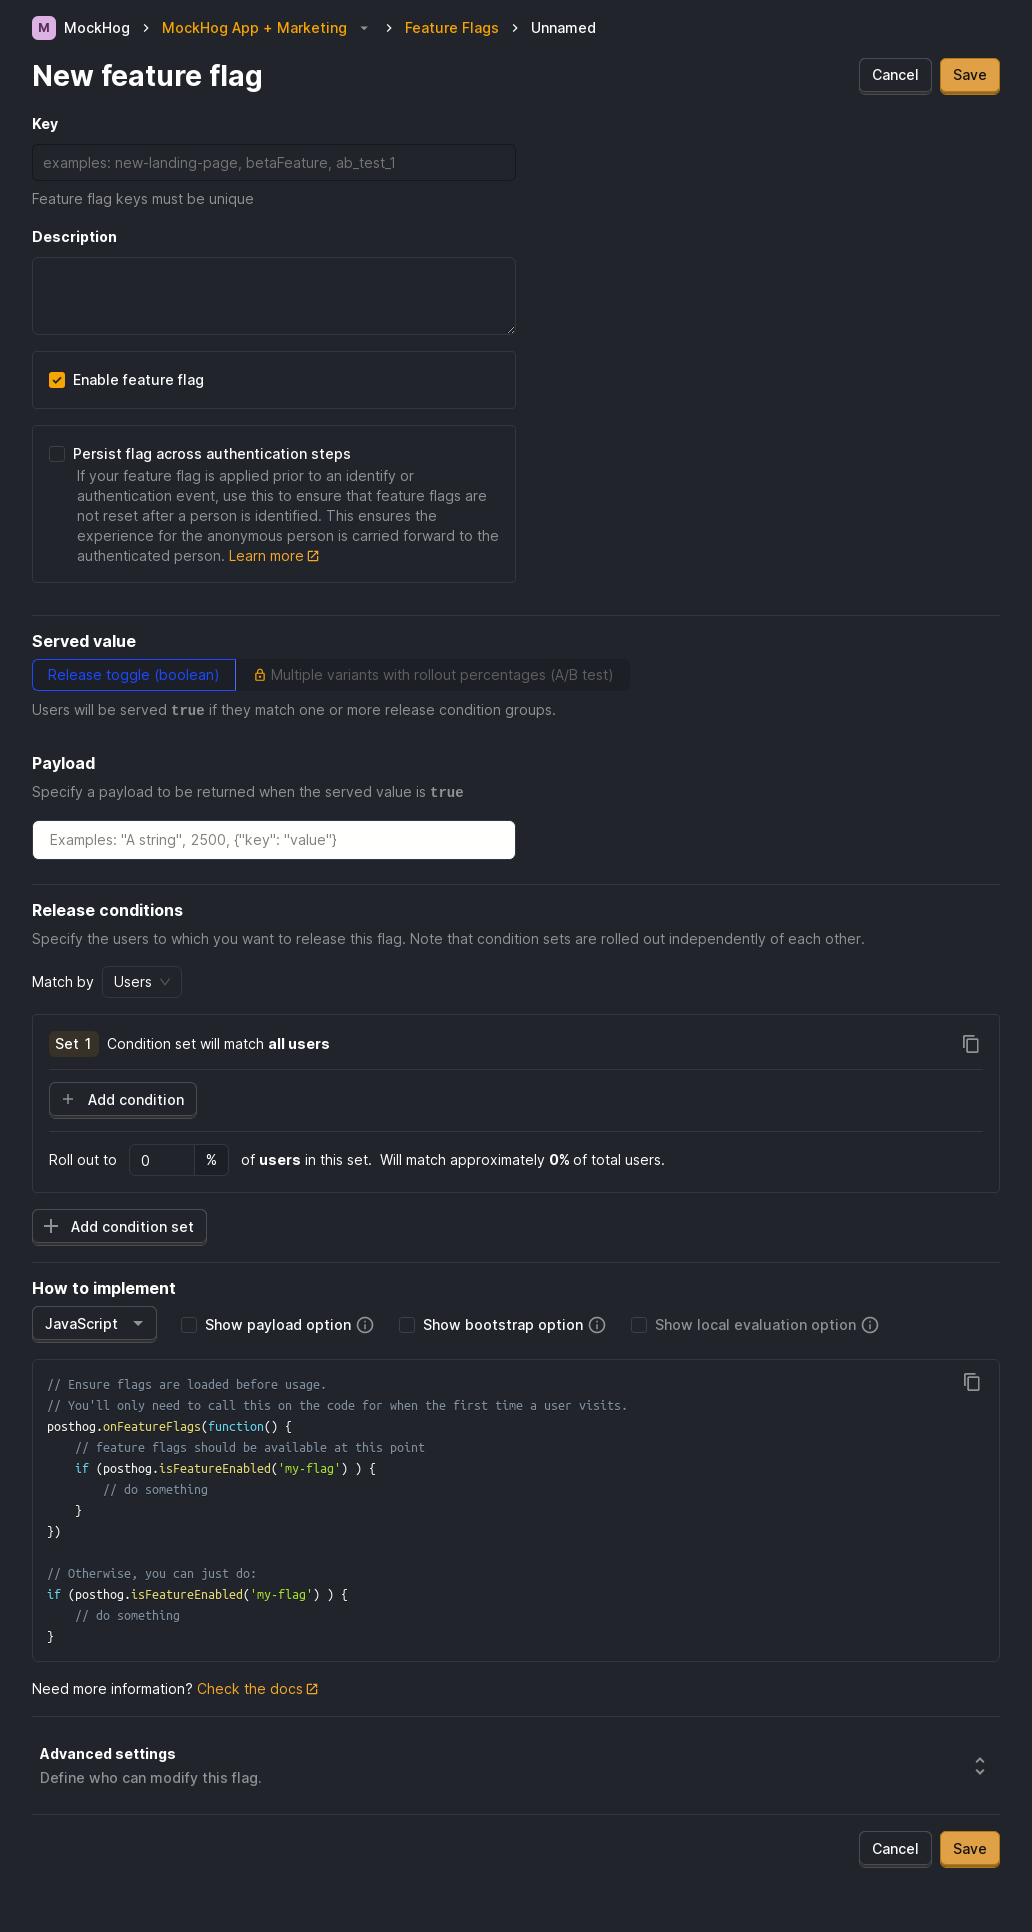 M MockHog > MockHog App + Marketing > Feature Flags > Unnamed
New feature flag
Cancel Save
Key
examples: new-landing-page, betaFeature, ab_test_1
Feature flag keys must be unique
Description
Enable feature flag
Persist flag across authentication steps
If your feature flag is applied prior to an identify or
authentication event, use this to ensure that feature flags are
not reset after a person is identified. This ensures the
experience for the anonymous person is carried forward to the
authenticated person. Learn more
Served value
Release toggle (boolean) Multiple variants with rollout percentages (A/B test)
Users will be served true if they match one or more release condition groups.
Payload
Specify a payload to be returned when the served value is true
Examples: "A string", 2500, {"key": "value"}
Release conditions
Specify the users to which you want to release this flag. Note that condition sets are rolled out independently of each other.
Match by Users
Set 1 Condition set will match all users
Add condition
Roll out to 0 % of users in this set. Will match approximately 0% of total users.
Add condition set
How to implement
JavaScript Show payload option Show bootstrap option Show local evaluation option
// Ensure flags are loaded before usage.
// You'll only need to call this on the code for when the first time a user visits.
posthog.onFeatureFlags(function() {
    // feature flags should be available at this point
    if (posthog.isFeatureEnabled('my-flag') ) {
        // do something
    }
})
// Otherwise, you can just do:
if (posthog.isFeatureEnabled('my-flag') ) {
    // do something
}
Need more information? Check the docs
Advanced settings
Define who can modify this flag.
Cancel Save